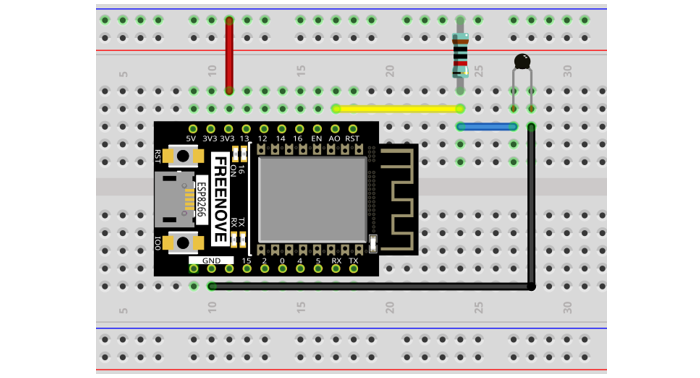 5 10 15 20 25 30
5V 3V3 3V3 13 12 14 16 EN AO RST
RST
ON 16
ESP8266
FREENOVE
RX TX
IO0
GND 15 2 0 4 5 RX TX
5 10 15 20 25 30